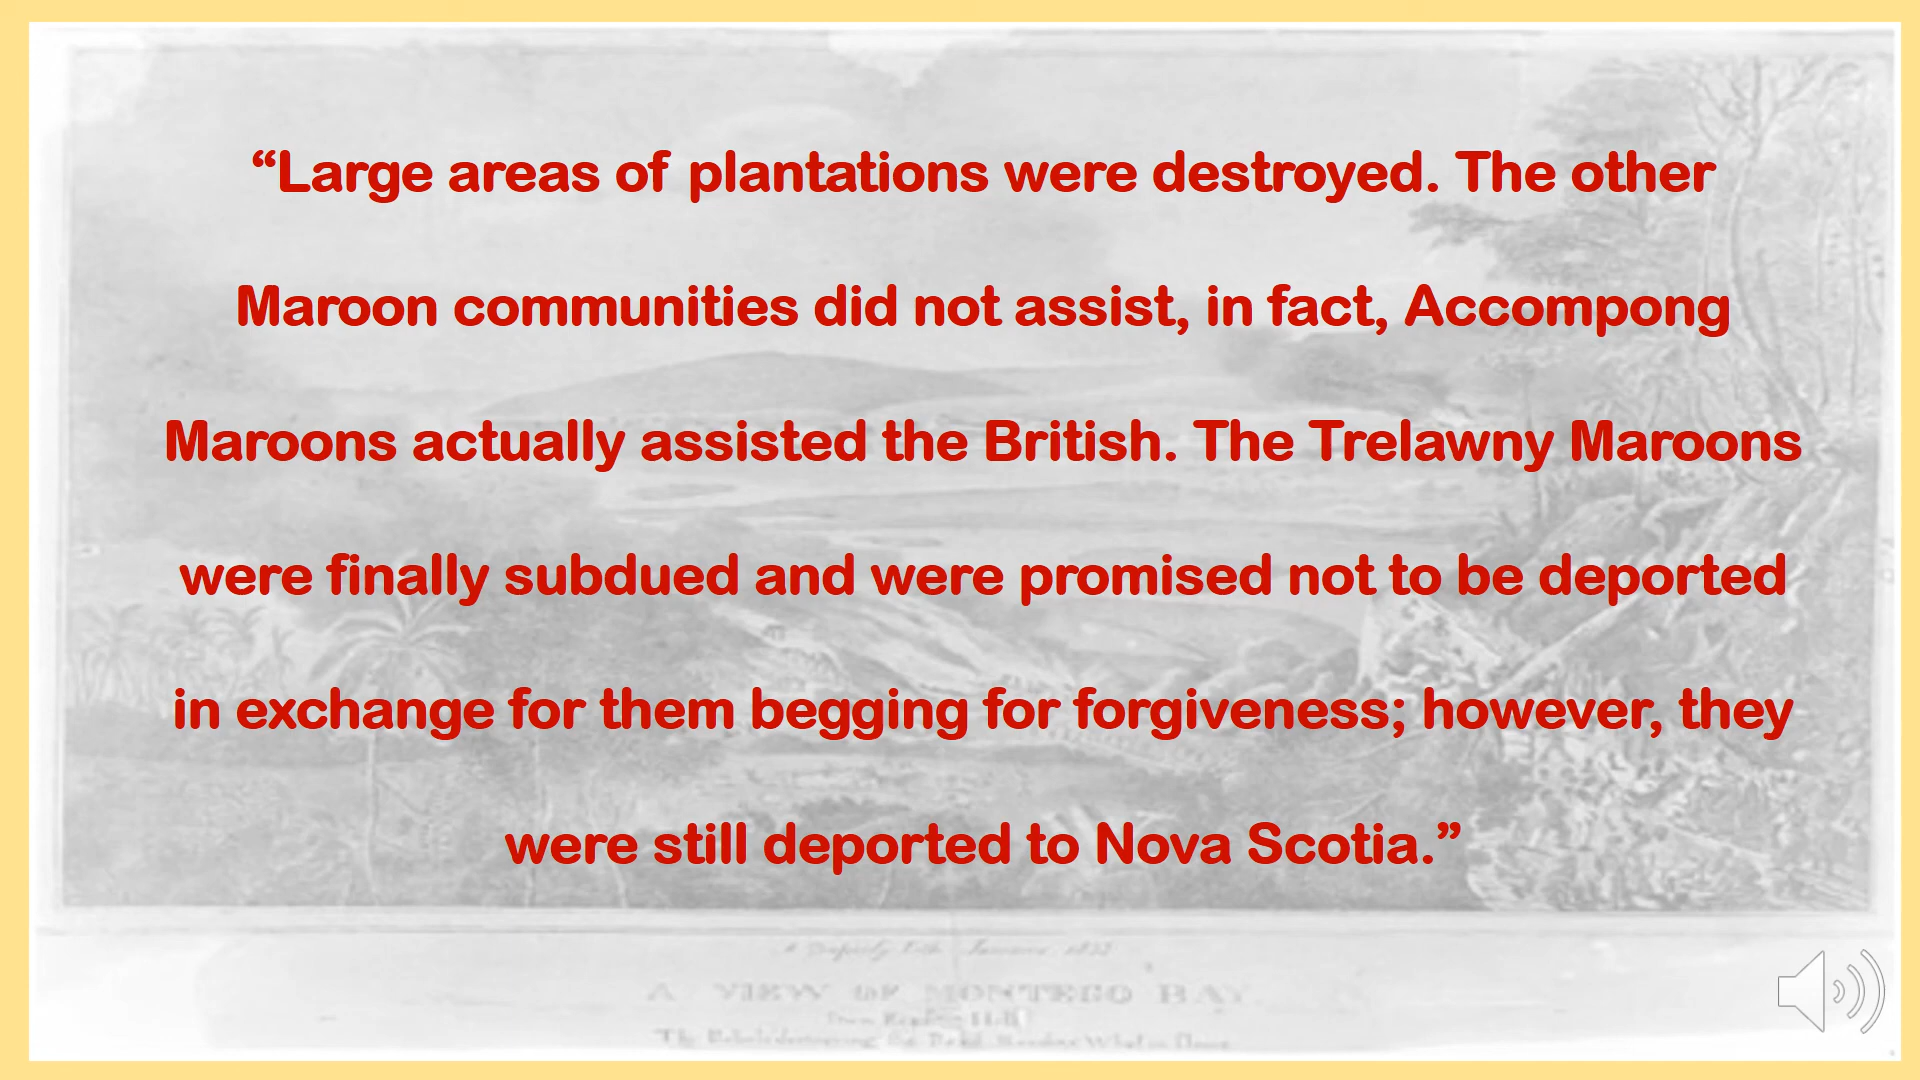 “Large areas of plantations were destroyed. The other
Maroon communities did not assist, in fact, Accompong
Maroons actually assisted the British. The Trelawny Maroons
were finally subdued and were promised not to be deported
in exchange for them begging for forgiveness; however, they
were still deported to Nova Scotia.”
A VIEW OF MONTEGO BAY